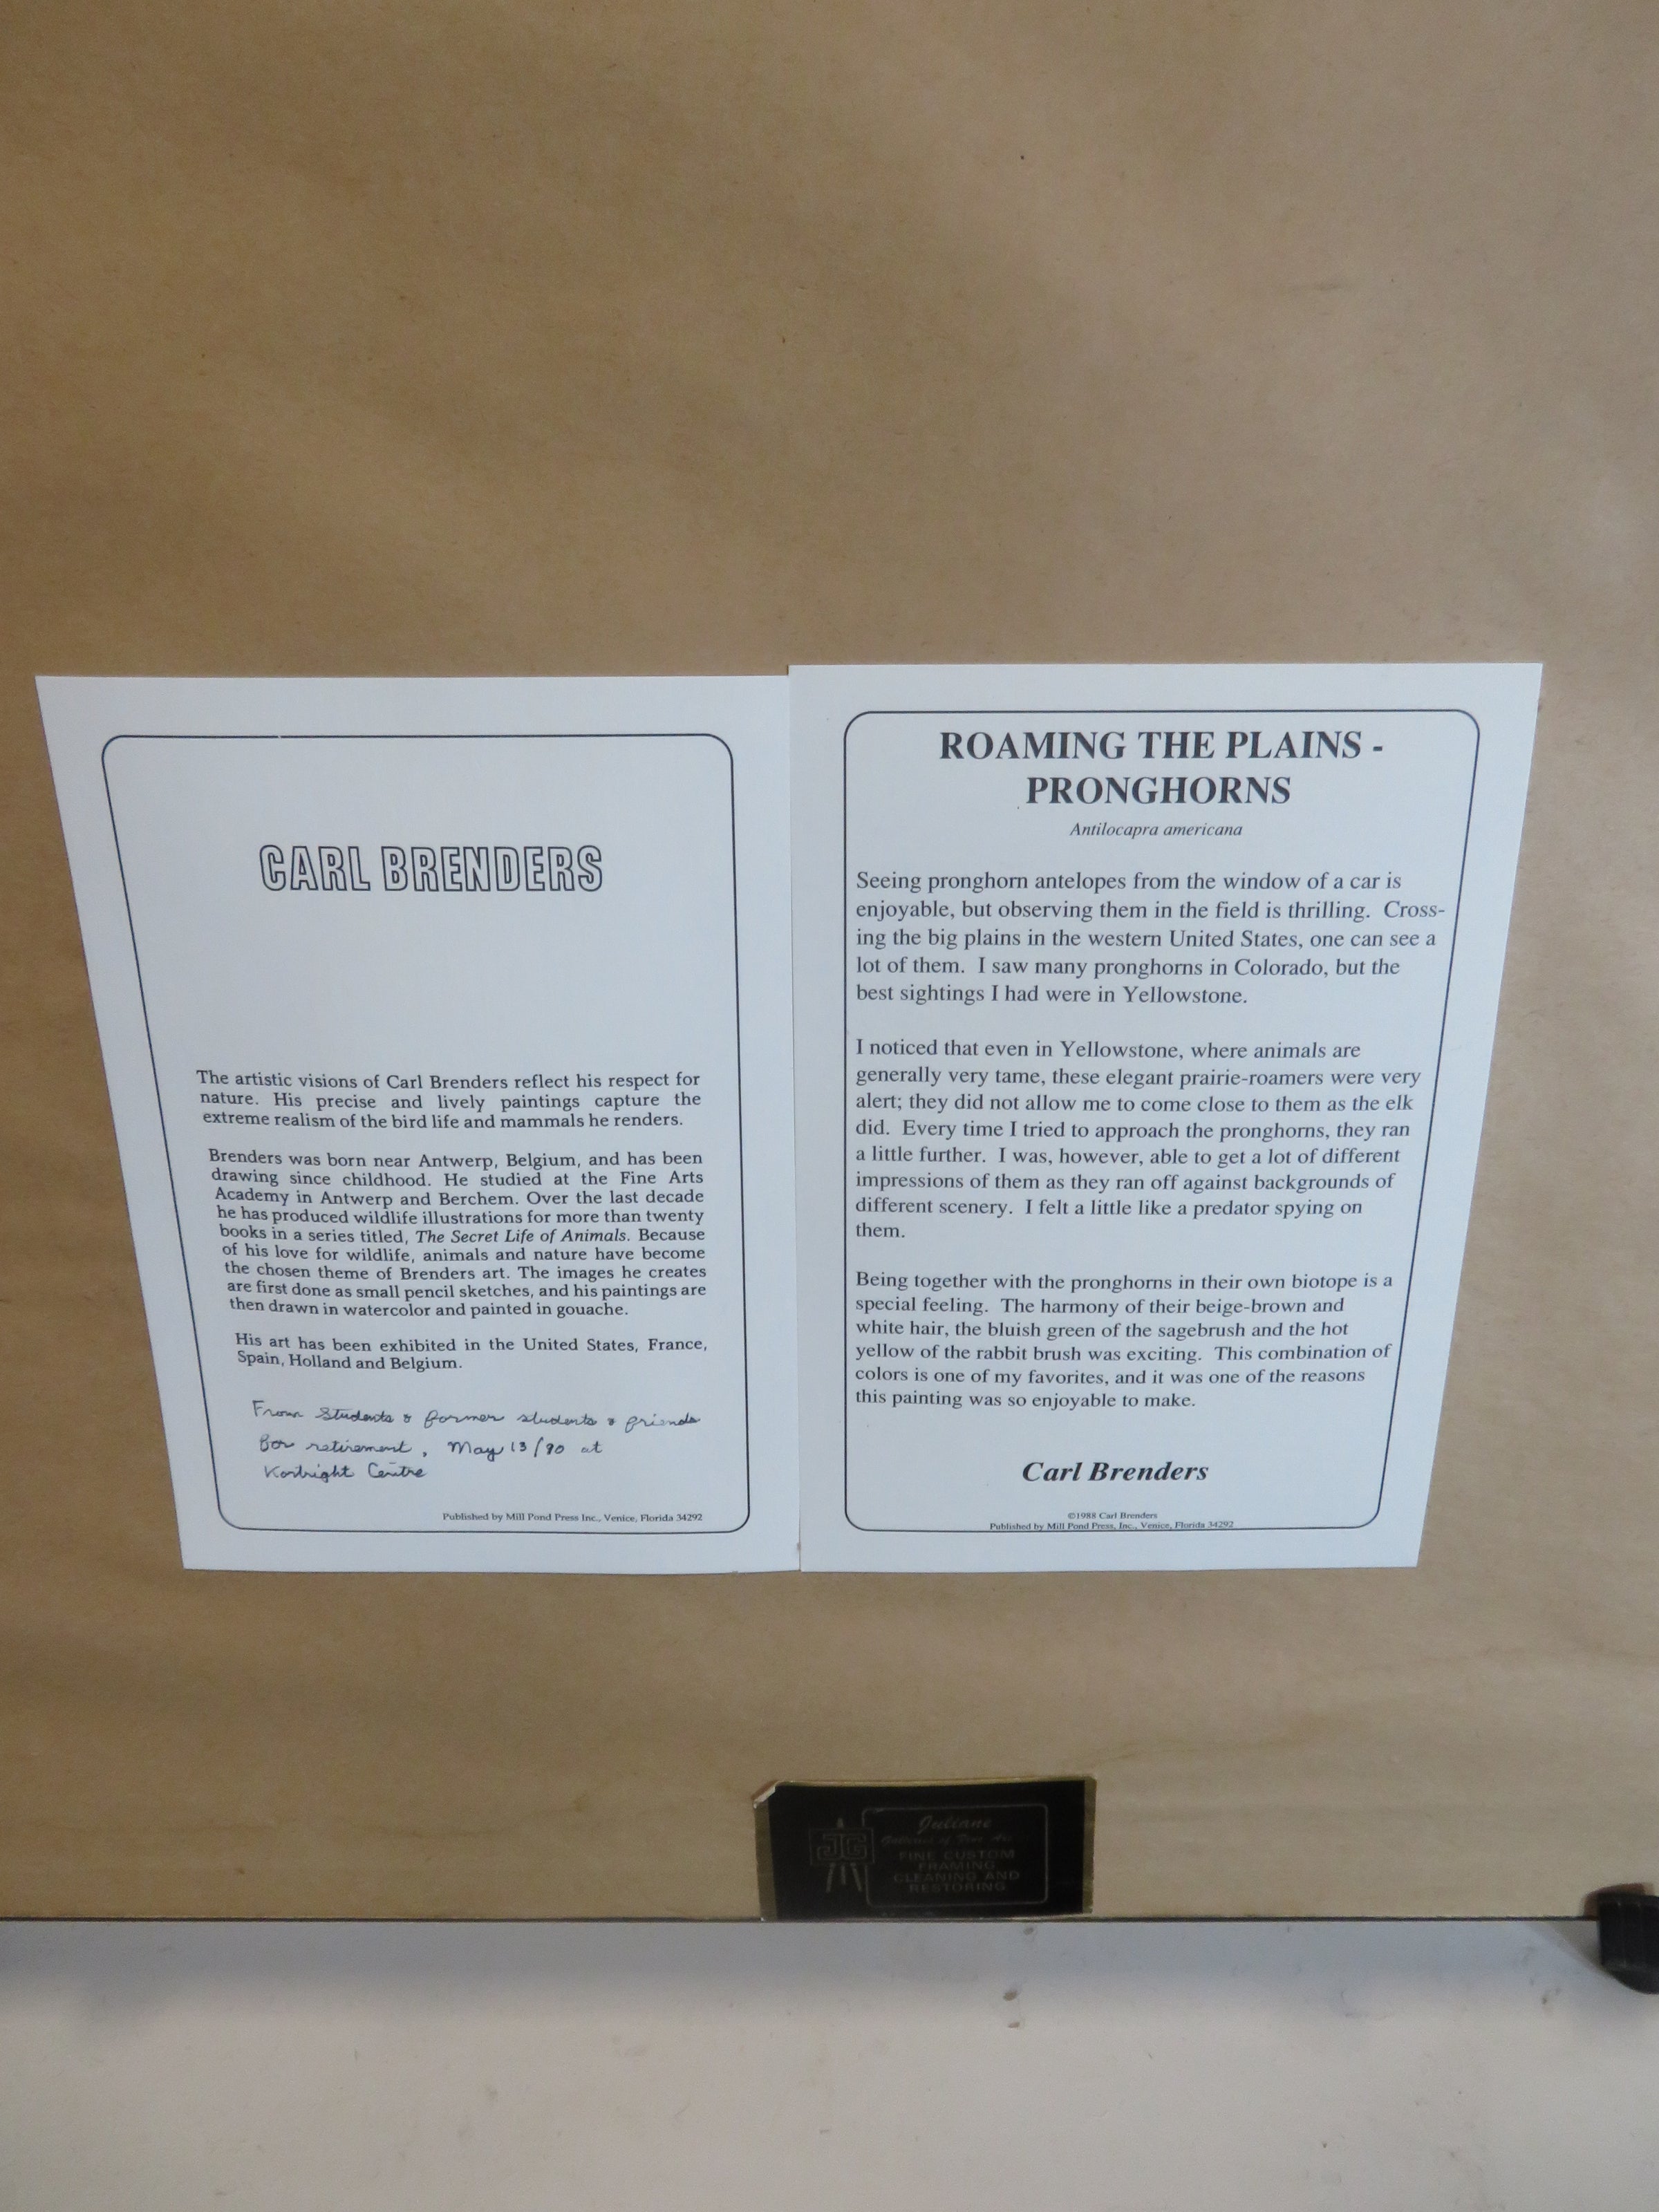 CARL BRENDERS
The artistic visions of Carl Brenders reflect his respect for
nature. His precise and lively paintings capture the
extreme realism of the bird life and mammals he renders.
Brenders was born near Antwerp, Belgium, and has been
drawing since childhood. He studied at the Fine Arts
Academy in Antwerp and Berchem. Over the last decade
he has produced wildlife illustrations for more than twenty
books in a series titled, The Secret Life of Animals. Because
of his love for wildlife, animals and nature have become
the chosen theme of Brenders art. The images he creates
are first done as small pencil sketches, and his paintings are
then drawn in watercolor and painted in gouache.
His art has been exhibited in the United States, France,
Spain, Holland and Belgium.
From Students & former students & friends
for retirement, May 13/90 at
Kortright Centre
Published by Mill Pond Press Inc., Venice, Florida 34292
ROAMING THE PLAINS -
PRONGHORNS
Antilocapra americana
Seeing pronghorn antelopes from the window of a car is
enjoyable, but observing them in the field is thrilling. Cross-
ing the big plains in the western United States, one can see a
lot of them. I saw many pronghorns in Colorado, but the
best sightings I had were in Yellowstone.
I noticed that even in Yellowstone, where animals are
generally very tame, these elegant prairie-roamers were very
alert; they did not allow me to come close to them as the elk
did. Every time I tried to approach the pronghorns, they ran
a little further. I was, however, able to get a lot of different
impressions of them as they ran off against backgrounds of
different scenery. I felt a little like a predator spying on
them.
Being together with the pronghorns in their own biotope is a
special feeling. The harmony of their beige-brown and
white hair, the bluish green of the sagebrush and the hot
yellow of the rabbit brush was exciting. This combination of
colors is one of my favorites, and it was one of the reasons
this painting was so enjoyable to make.
Carl Brenders
©1988 Carl Brenders
Published by Mill Pond Press, Inc., Venice, Florida 34292
JG
Juliane
Galleries of Fine Art
FINE CUSTOM
FRAMING
CLEANING AND
RESTORING